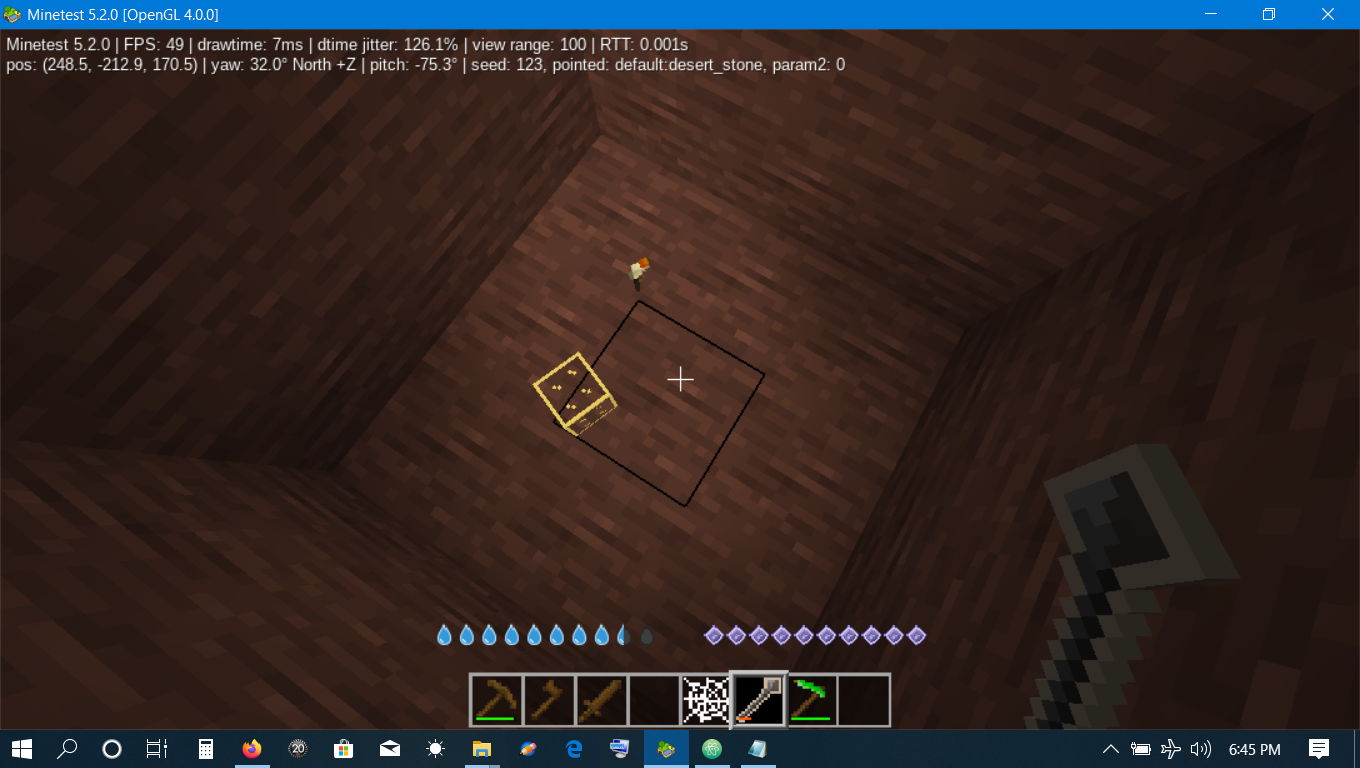 Minetest 5.2.0 [OpenGL 4.0.0]
Minetest 5.2.0 | FPS: 49 | drawtime: 7ms | dtime jitter: 126.1% | view range: 100 | RTT: 0.001s
pos: (248.5, -212.9, 170.5) | yaw: 32.0° North +Z | pitch: -75.3° | seed: 123, pointed: default:desert_stone, param2: 0
20
6:45 PM